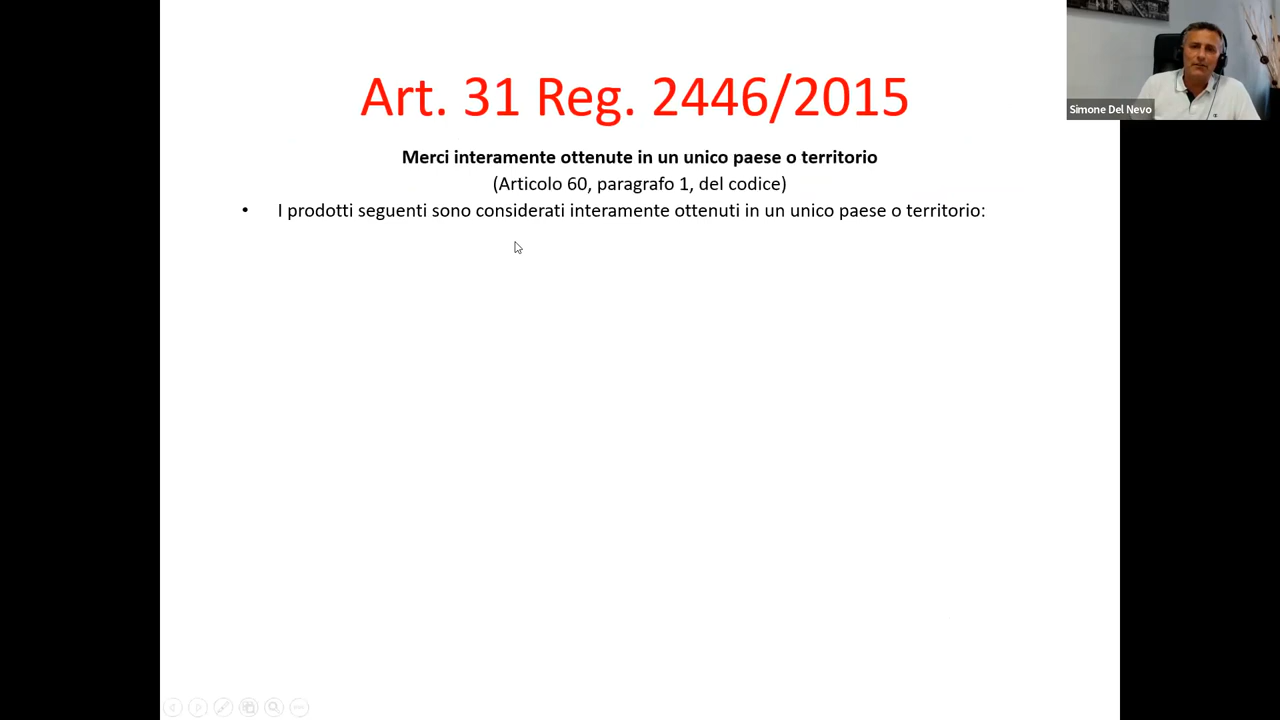 Art. 31 Reg. 2446/2015
Merci interamente ottenute in un unico paese o territorio
(Articolo 60, paragrafo 1, del codice)
• I prodotti seguenti sono considerati interamente ottenuti in un unico paese o territorio:
Simone Del Nevo